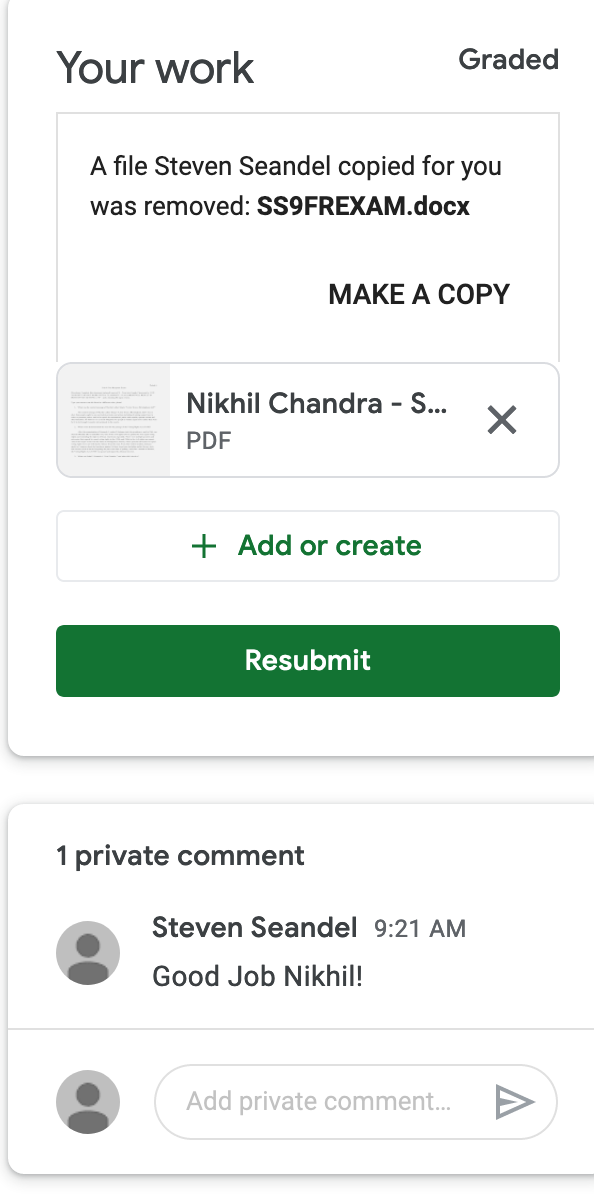 Your work
Graded
A file Steven Seandel copied for you
was removed: SS9FREXAM.docx
MAKE A COPY
Nikhil Chandra - S...
PDF
+ Add or create
Resubmit
1 private comment
Steven Seandel 9:21 AM
Good Job Nikhil!
Add private comment...